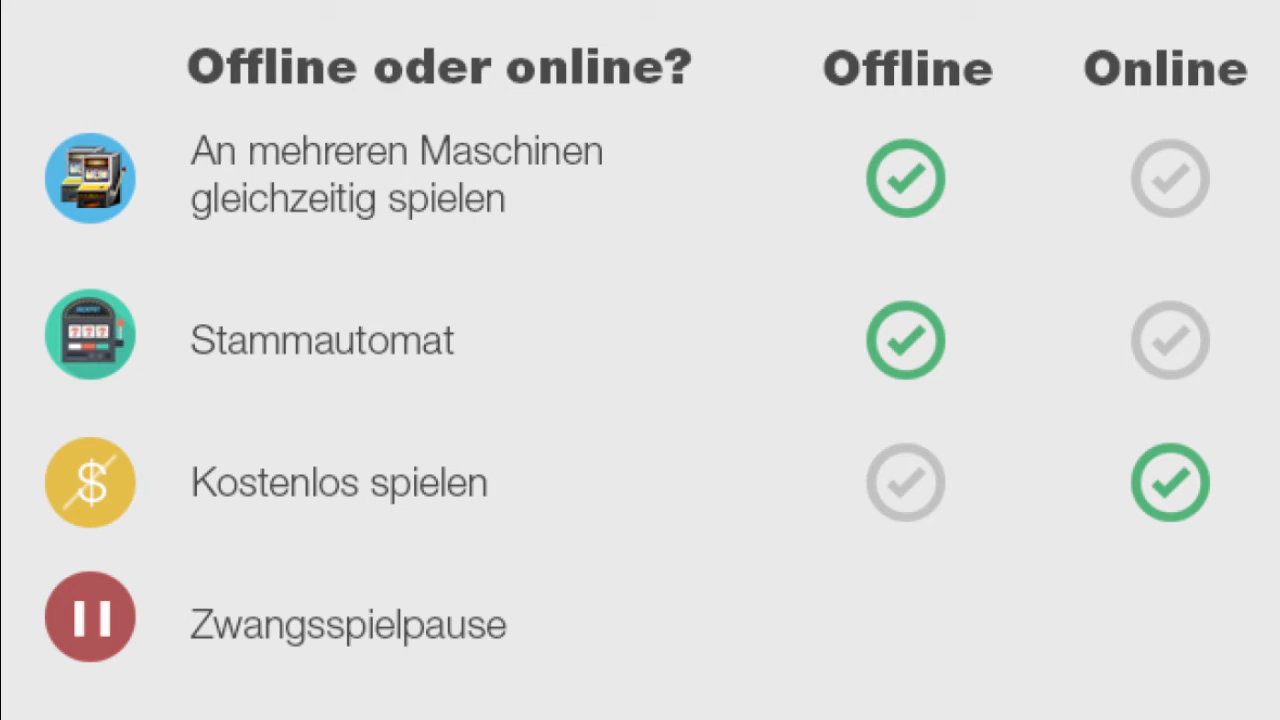 Offline oder online? Offline Online
An mehreren Maschinen
gleichzeitig spielen
Stammautomat
Kostenlos spielen
Zwangsspielpause